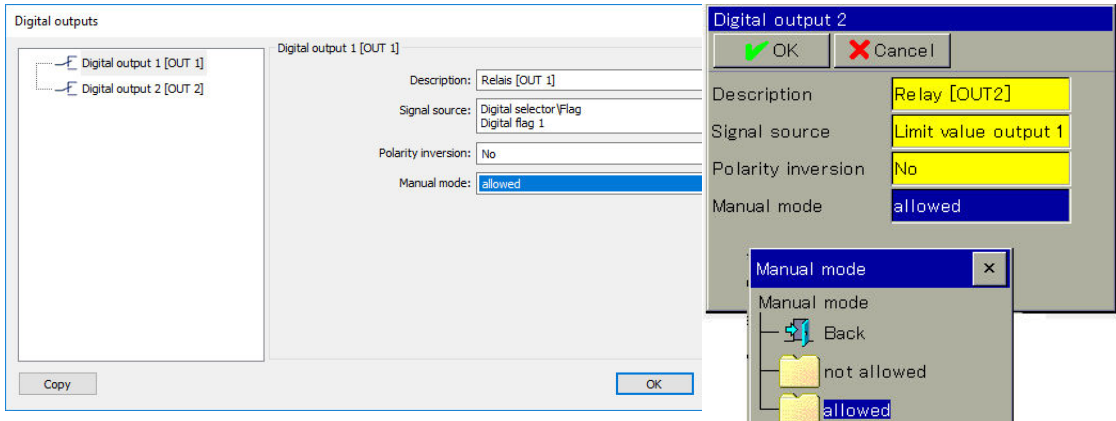 Digital outputs
Digital output 1 [OUT 1]
Digital output 2 [OUT 2]
Digital output 1 [OUT 1]
Description: Relais [OUT 1]
Signal source: Digital selector\Flag
Digital flag 1
Polarity inversion: No
Manual mode: allowed
Copy
OK
Digital output 2
OK Cancel
Description Relay [OUT2]
Signal source Limit value output 1
Polarity inversion No
Manual mode allowed
Manual mode
Manual mode
Back
not allowed
allowed